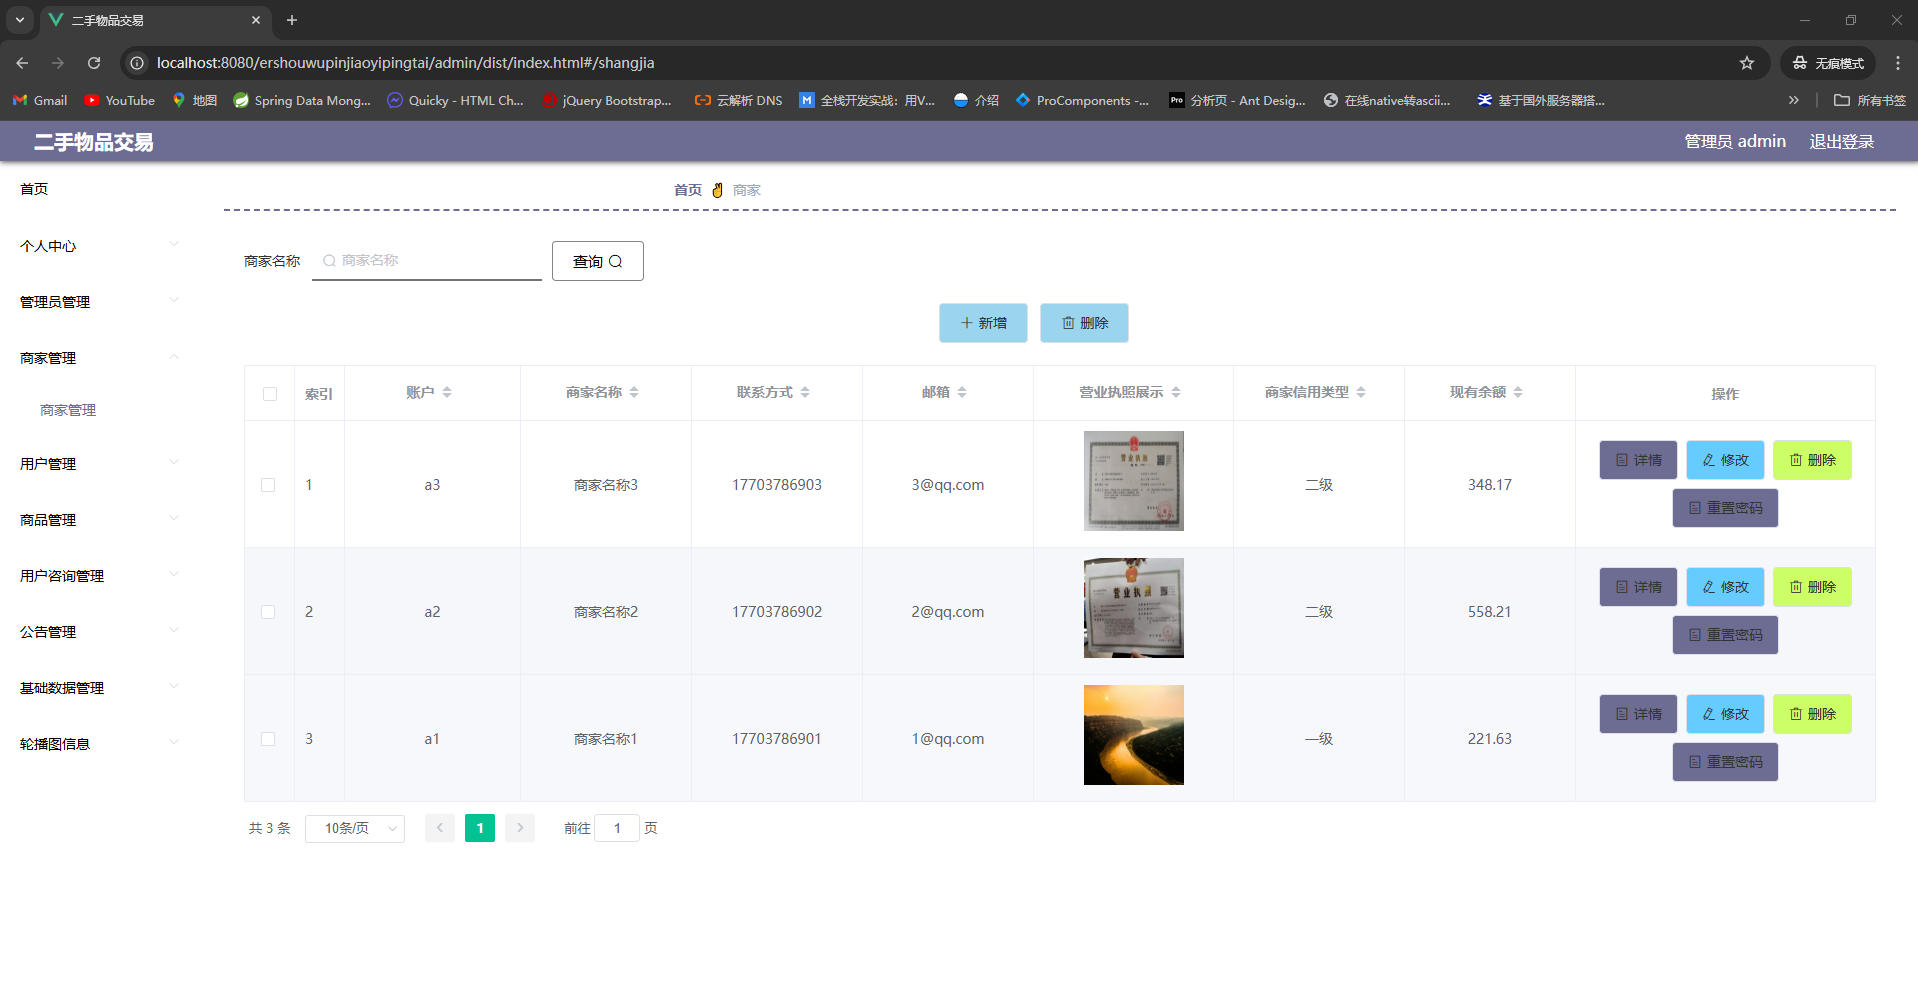 二手物品交易
localhost:8080/ershouwupinjiaoyipingtai/admin/dist/index.html#/shangjia
无痕模式
Gmail YouTube 地图 Spring Data Mong... Quicky - HTML Ch... jQuery Bootstrap... 云解析 DNS 全栈开发实战：用V... 介绍 ProComponents -... 分析页 - Ant Desig... 在线native转ascii... 基于国外服务器搭... 所有书签
二手物品交易 管理员 admin 退出登录
首页
个人中心
管理员管理
商家管理
商家管理
用户管理
商品管理
用户咨询管理
公告管理
基础数据管理
轮播图信息
首页 商家
商家名称 商家名称 查询
新增 删除
索引 账户 商家名称 联系方式 邮箱 营业执照展示 商家信用类型 现有余额 操作
1 a3 商家名称3 17703786903 3@qq.com 二级 348.17 详情 修改 删除
重置密码
2 a2 商家名称2 17703786902 2@qq.com 二级 558.21 详情 修改 删除
重置密码
3 a1 商家名称1 17703786901 1@qq.com 一级 221.63 详情 修改 删除
重置密码
共 3 条 10条/页 1 前往 1 页